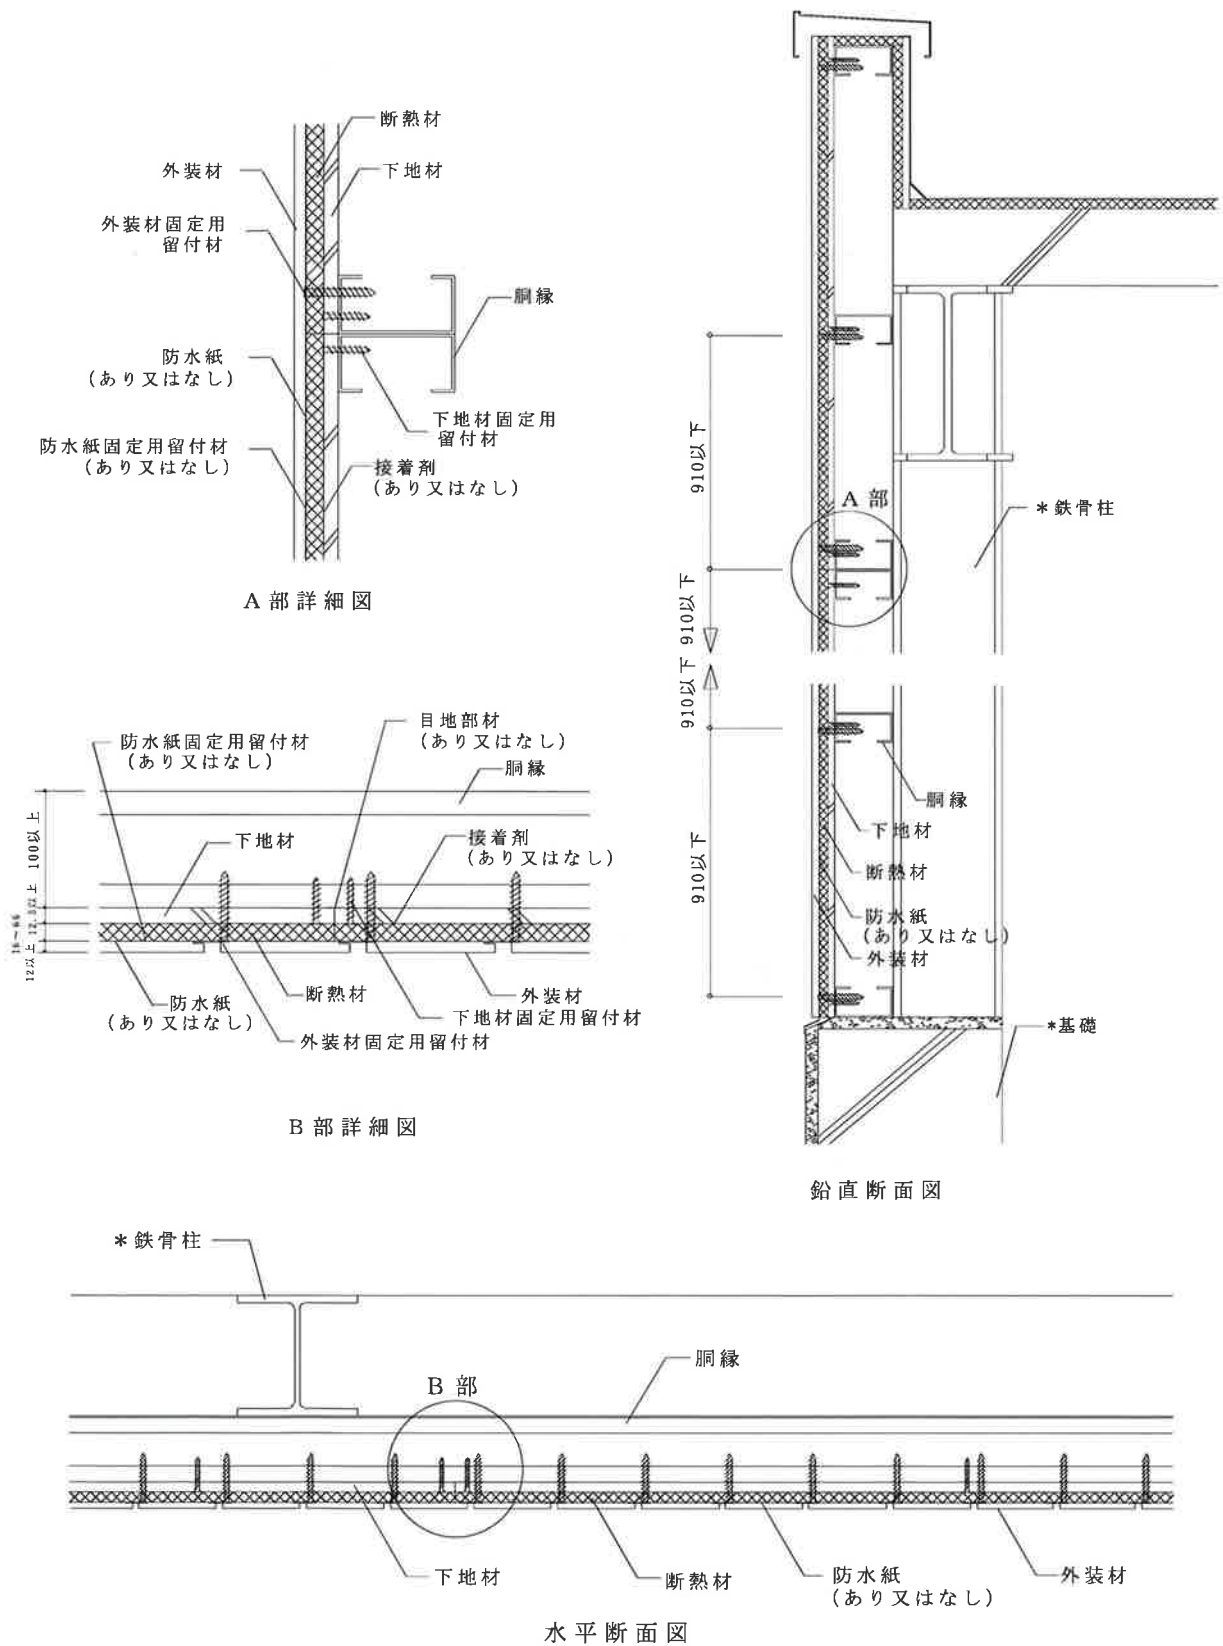 断熱材
外装材
下地材
外装材固定用
留付材
胴縁
防水紙
(あり又はなし)
下地材固定用
留付材
防水紙固定用留付材
(あり又はなし)
接着剤
(あり又はなし)
A部詳細図
910以下
A部
*鉄骨柱
910以下
910以下
910以下
胴縁
下地材
断熱材
防水紙
(あり又はなし)
外装材
*基礎
鉛直断面図
目地部材
(あり又はなし)
防水紙固定用留付材
(あり又はなし)
胴縁
100以上
下地材
接着剤
(あり又はなし)
12.5以上
16~66
12以上
防水紙
(あり又はなし)
断熱材
外装材
下地材固定用留付材
外装材固定用留付材
B部詳細図
*鉄骨柱
胴縁
B部
下地材
断熱材
防水紙
(あり又はなし)
外装材
水平断面図